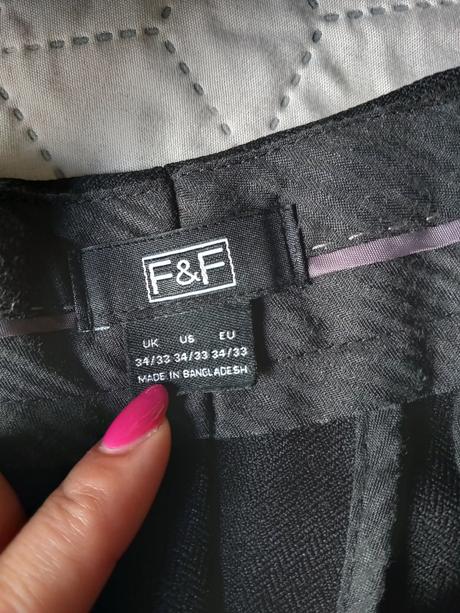 F&F
UK US EU
34/33 34/33 34/33
MADE IN BANGLADESH